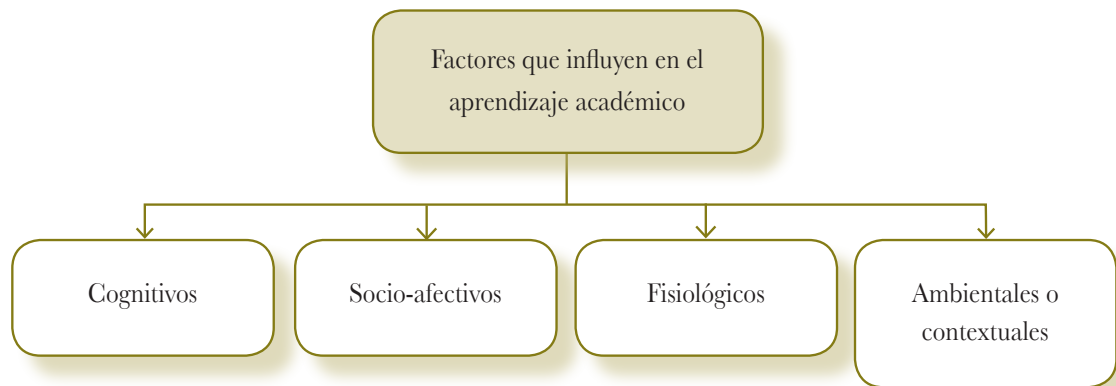 Factores que influyen en el
aprendizaje académico
Cognitivos
Socio-afectivos
Fisiológicos
Ambientales o
contextuales